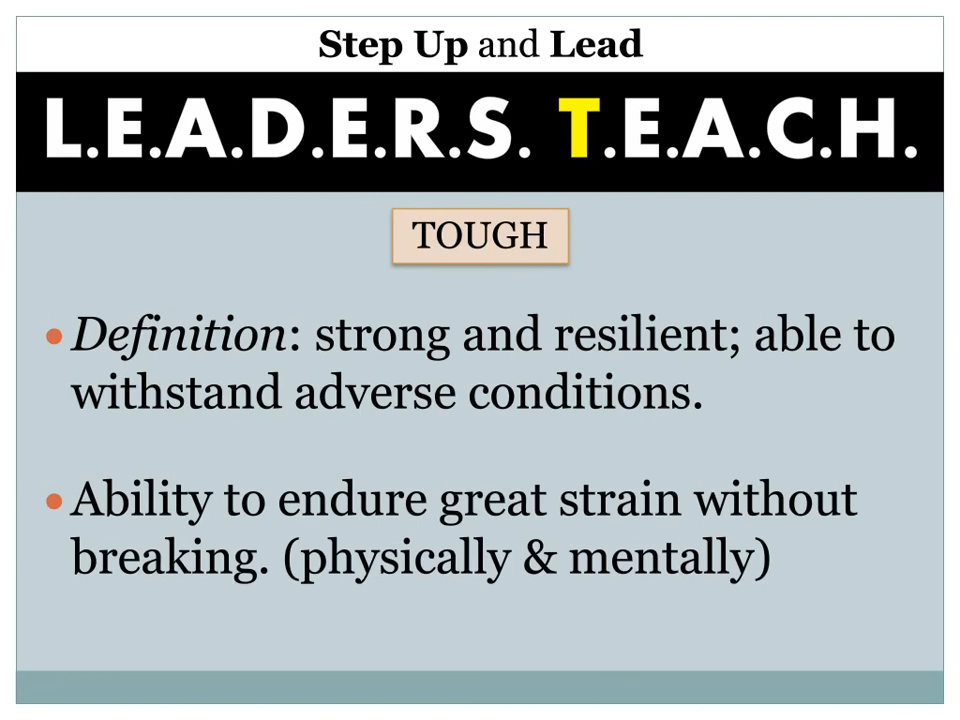 Step Up and Lead
L.E.A.D.E.R.S. T.E.A.C.H.
TOUGH
• Definition: strong and resilient; able to
withstand adverse conditions.
• Ability to endure great strain without
breaking. (physically & mentally)